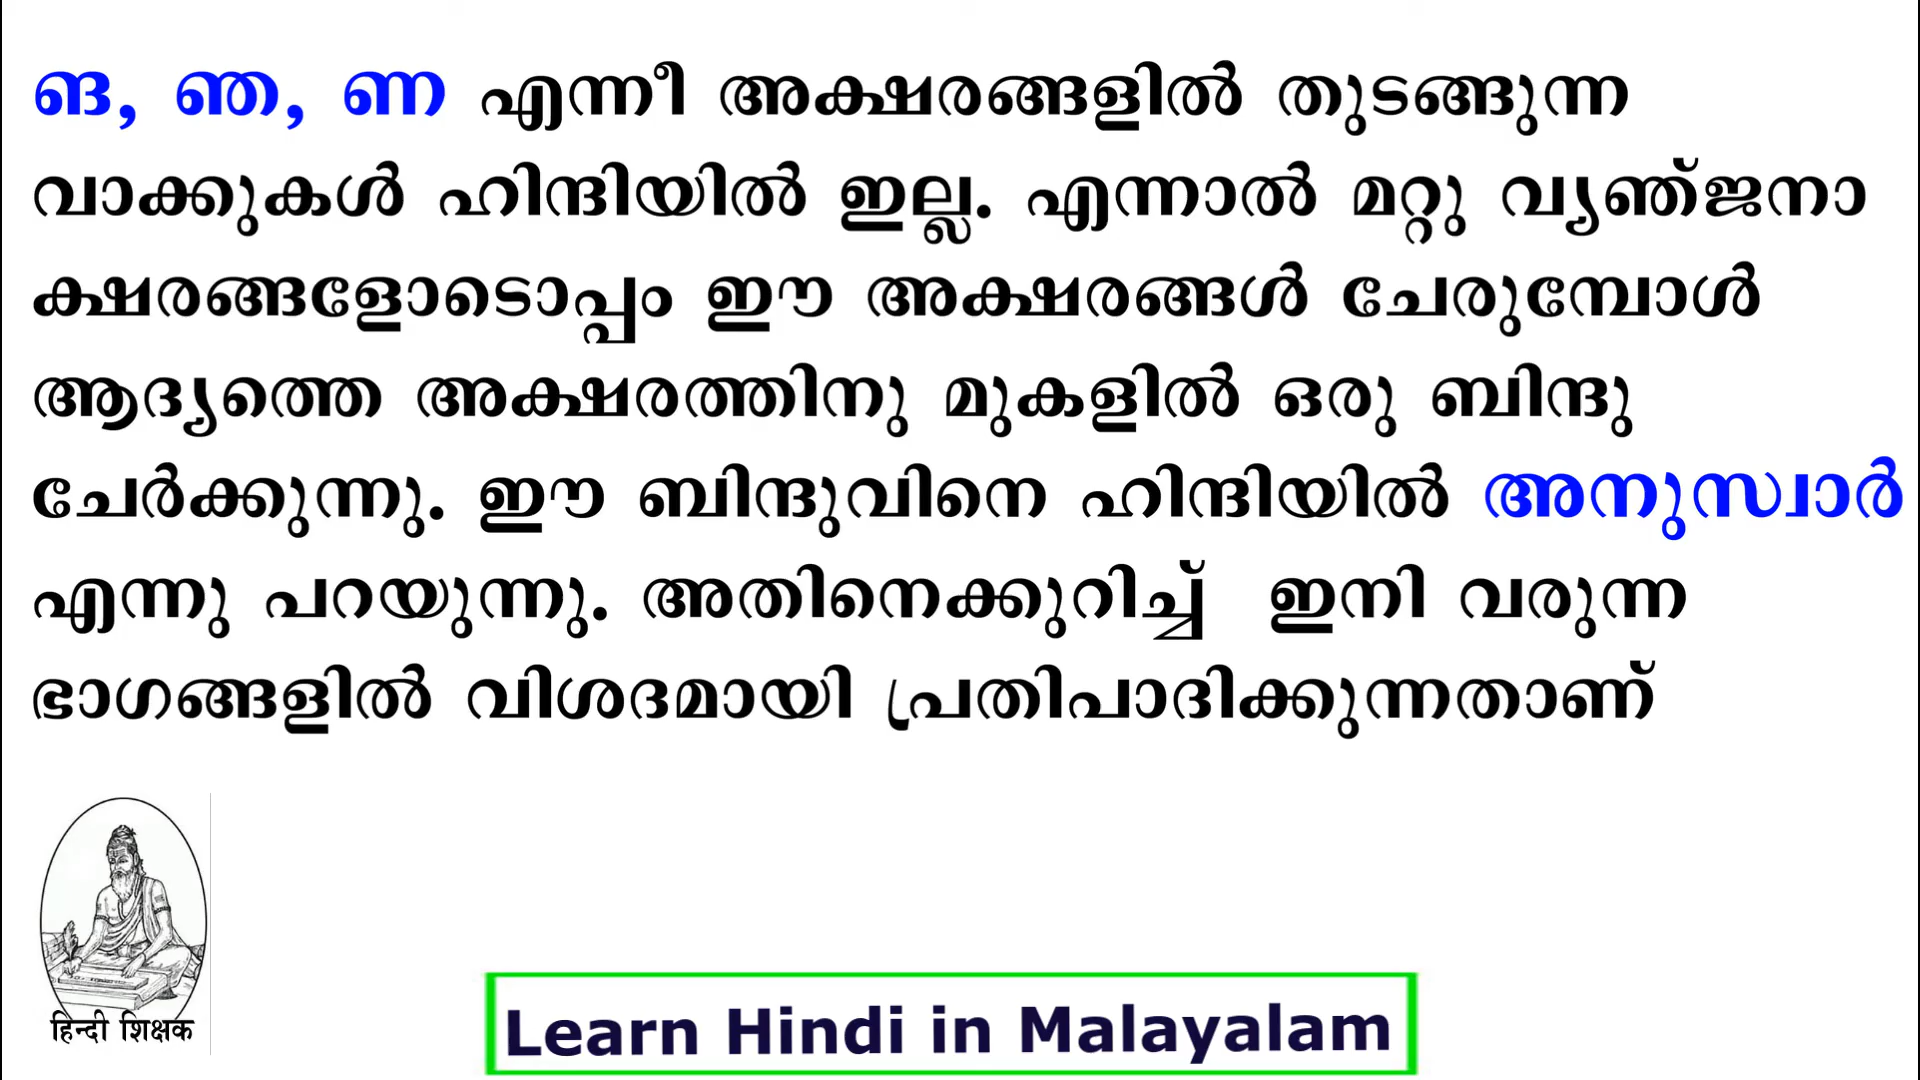 ങ, ഞ, ണ എന്നീ അക്ഷരങ്ങളിൽ തുടങ്ങുന്ന
വാക്കുകൾ ഹിന്ദിയിൽ ഇല്ല. എന്നാൽ മറ്റു വ്യഞ്ജനാ
ക്ഷരങ്ങളോടൊപ്പം ഈ അക്ഷരങ്ങൾ ചേരുമ്പോൾ
ആദ്യത്തെ അക്ഷരത്തിനു മുകളിൽ ഒരു ബിന്ദു
ചേർക്കുന്നു. ഈ ബിന്ദുവിനെ ഹിന്ദിയിൽ അനുസ്വാർ
എന്നു പറയുന്നു. അതിനെക്കുറിച്ച് ഇനി വരുന്ന
ഭാഗങ്ങളിൽ വിശദമായി പ്രതിപാദിക്കുന്നതാണ്
हिन्दी शिक्षक
Learn Hindi in Malayalam